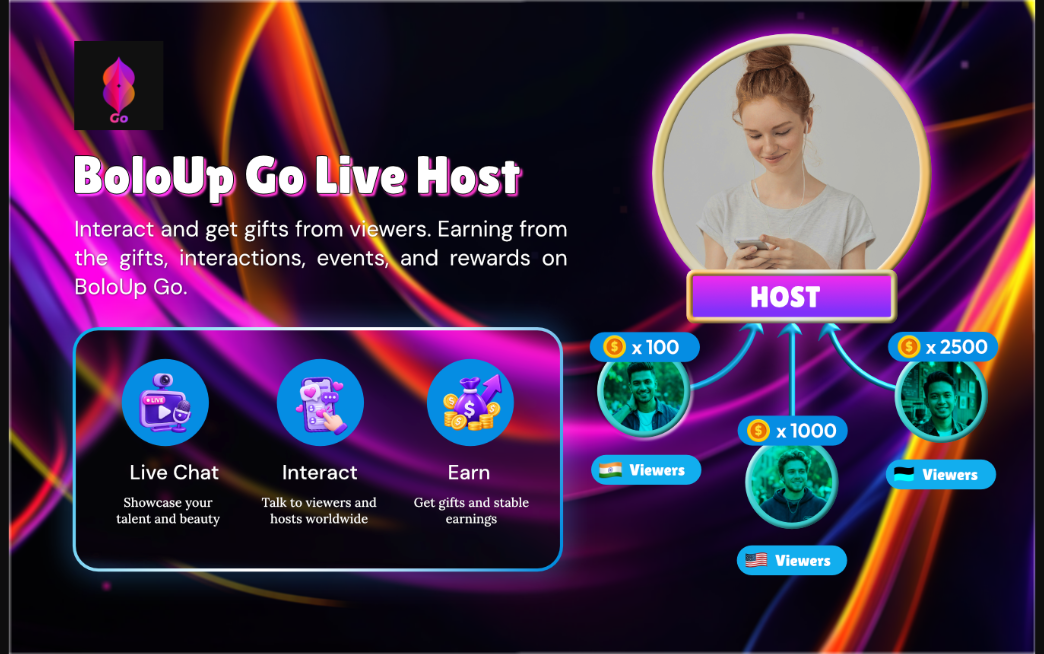 Go
BoloUp Go Live Host
Interact and get gifts from viewers. Earning from
the gifts, interactions, events, and rewards on
BoloUp Go.
LIVE
Live Chat
Showcase your
talent and beauty
Interact
Talk to viewers and
hosts worldwide
$
Earn
Get gifts and stable
earnings
HOST
$ x 100
Viewers
$ x 1000
Viewers
$ x 2500
Viewers